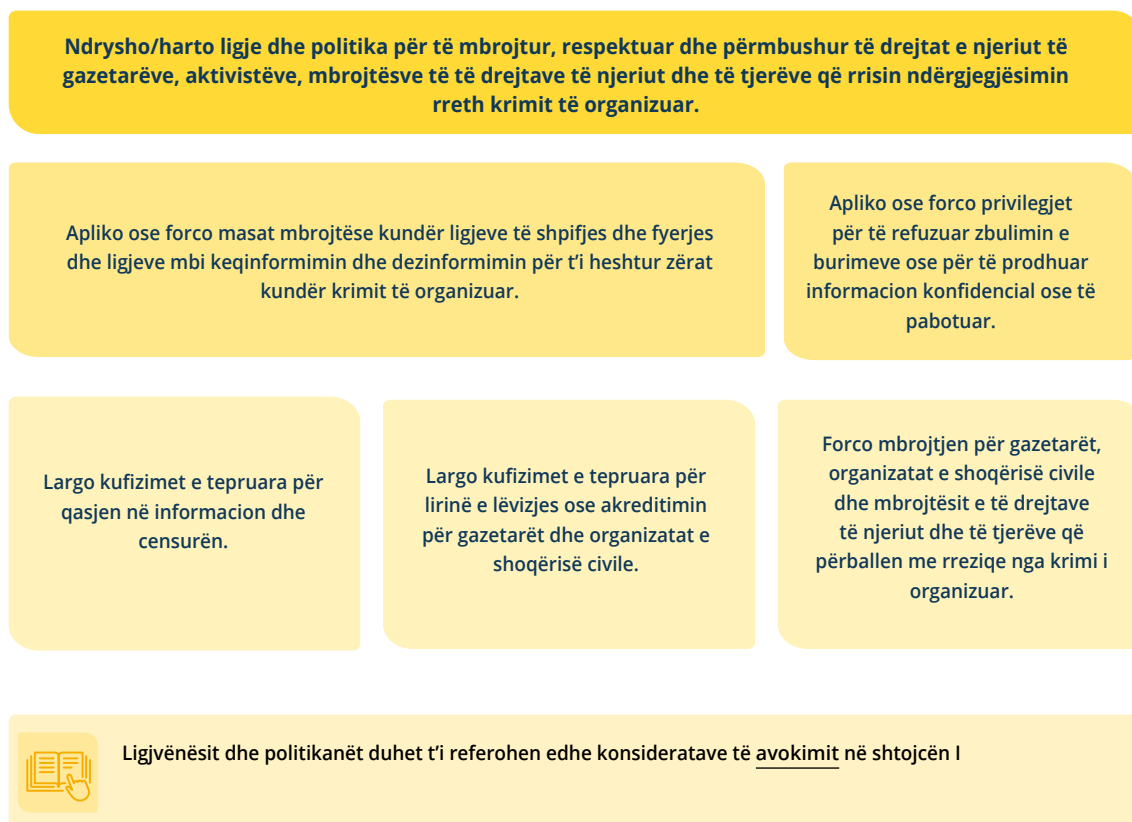 Ndrysho/harto ligje dhe politika për të mbrojtur, respektuar dhe përmbushur të drejtat e njeriut të
gazetarëve, aktivistëve, mbrojtësve të të drejtave të njeriut dhe të tjerëve që rrisin ndërgjegjësimin
rreth krimit të organizuar.
Apliko ose forco masat mbrojtëse kundër ligjeve të shpifjes dhe fyerjes
dhe ligjeve mbi keqinformimin dhe dezinformimin për t'i heshtur zërat
kundër krimit të organizuar.
Apliko ose forco privilegjet
për të refuzuar zbulimin e
burimeve ose për të prodhuar
informacion konfidencial ose të
pabotuar.
Largo kufizimet e tepruara për
qasjen në informacion dhe
censurën.
Largo kufizimet e tepruara për
lirinë e lëvizjes ose akreditimin
për gazetarët dhe organizatat e
shoqërisë civile.
Forco mbrojtjen për gazetarët,
organizatat e shoqërisë civile
dhe mbrojtësit e të drejtave
të njeriut dhe të tjerëve që
përballen me rreziqe nga krimi i
organizuar.
Ligjvënësit dhe politikanët duhet t'i referohen edhe konsideratave të avokimit në shtojcën I